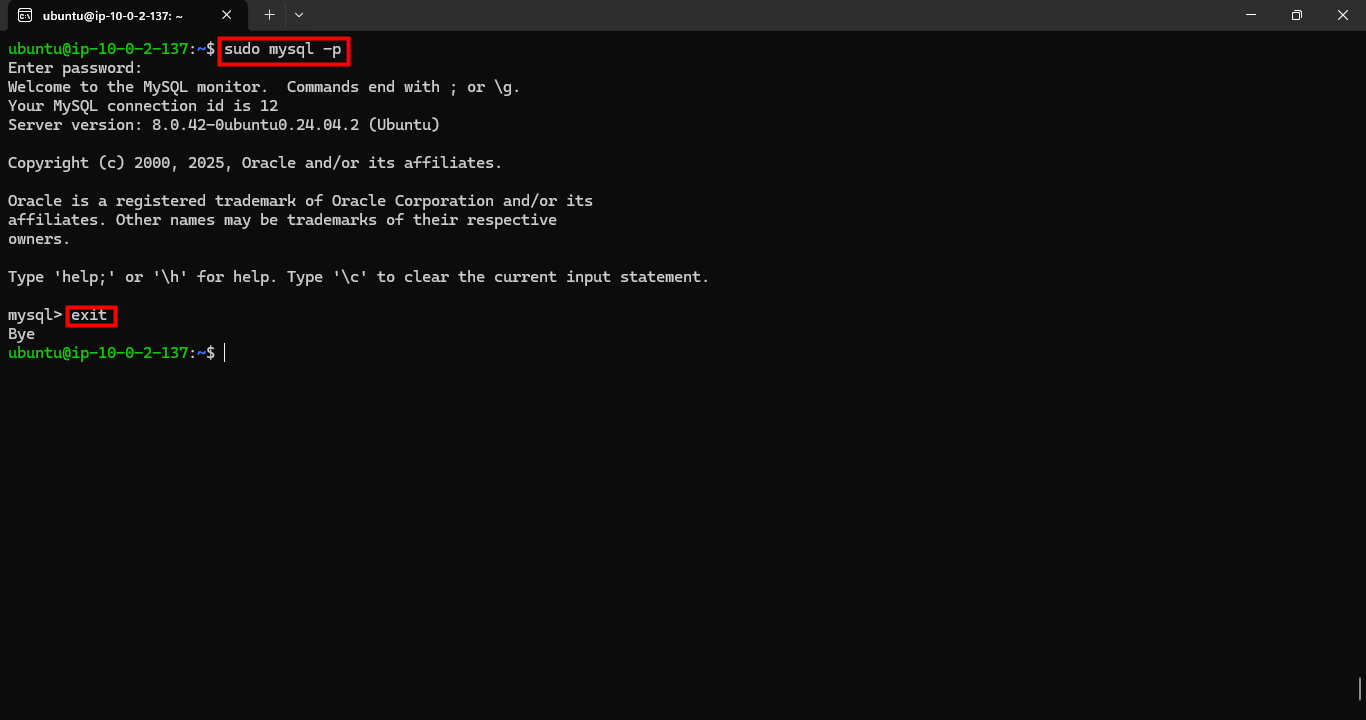 ubuntu@ip-10-0-2-137: ~
ubuntu@ip-10-0-2-137:~$ sudo mysql -p
Enter password:
Welcome to the MySQL monitor.  Commands end with ; or \g.
Your MySQL connection id is 12
Server version: 8.0.42-0ubuntu0.24.04.2 (Ubuntu)
Copyright (c) 2000, 2025, Oracle and/or its affiliates.
Oracle is a registered trademark of Oracle Corporation and/or its
affiliates. Other names may be trademarks of their respective
owners.
Type 'help;' or '\h' for help. Type '\c' to clear the current input statement.
mysql> exit
Bye
ubuntu@ip-10-0-2-137:~$